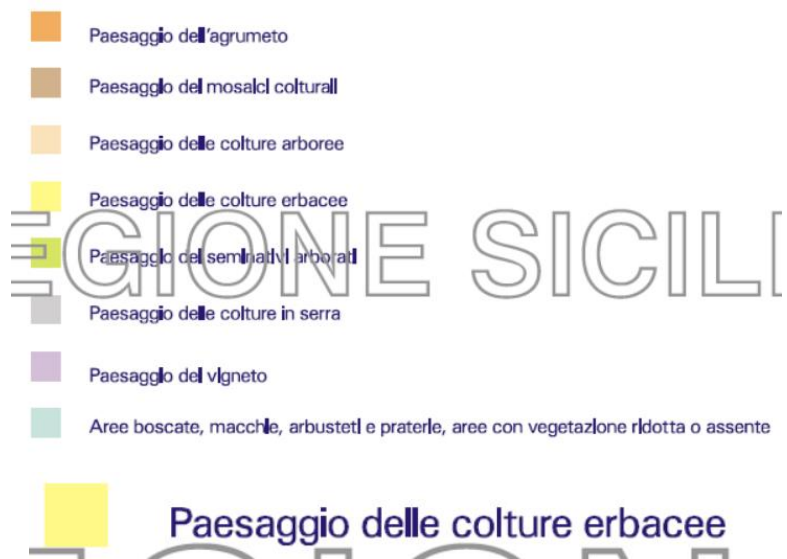 Paesaggio dell'agrumeto
Paesaggio dei mosaici colturali
Paesaggio delle colture arboree
Paesaggio delle colture erbacee
EGIONE SICILI
Paesaggio dei seminativi arborati
Paesaggio delle colture in serra
Paesaggio del vigneto
Aree boscate, macchie, arbusteti e praterie, aree con vegetazione ridotta o assente
Paesaggio delle colture erbacee